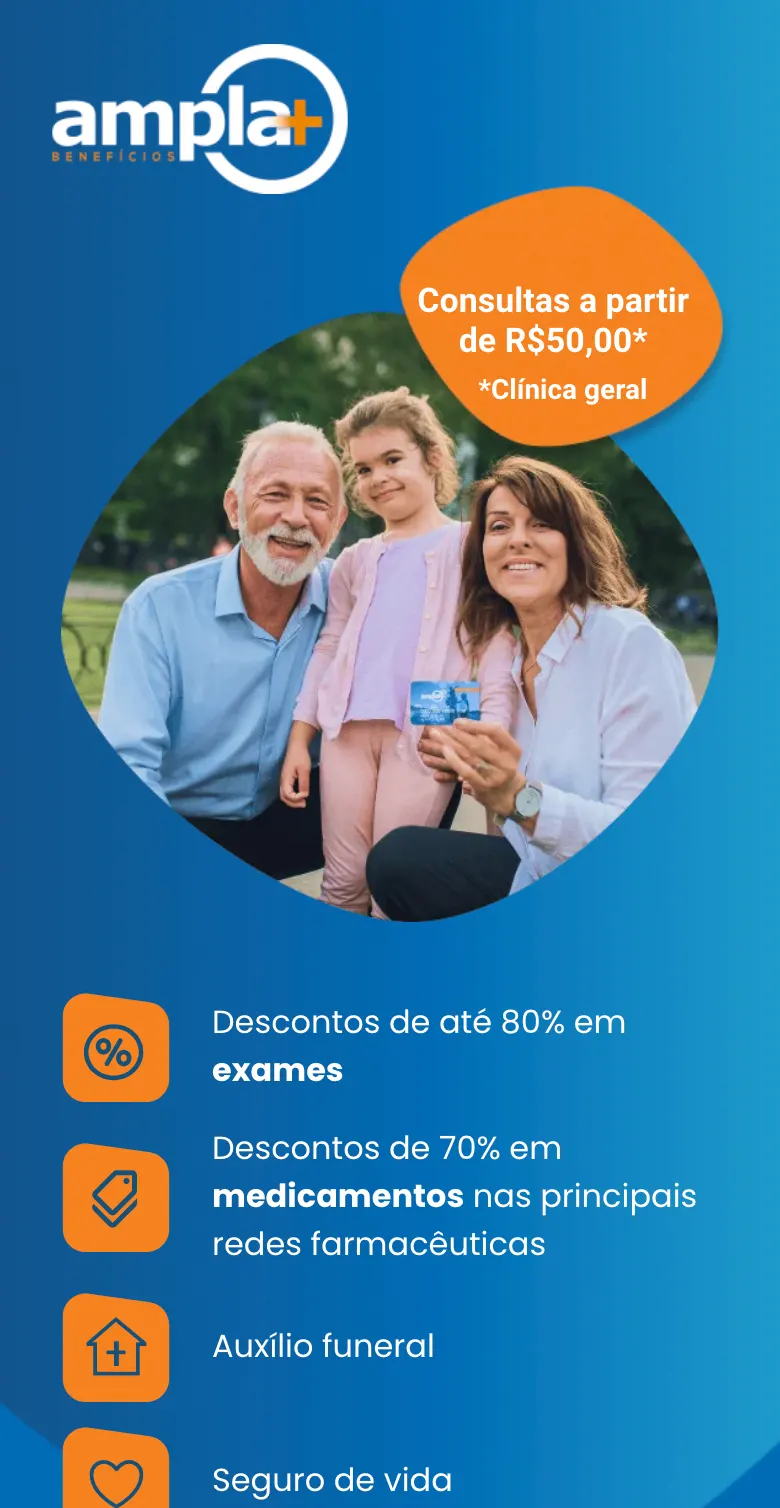 ampla+
BENEFÍCIOS
Consultas a partir
de R$50,00*
*Clínica geral
Descontos de até 80% em
exames
Descontos de 70% em
medicamentos nas principais
redes farmacêuticas
Auxílio funeral
Seguro de vida